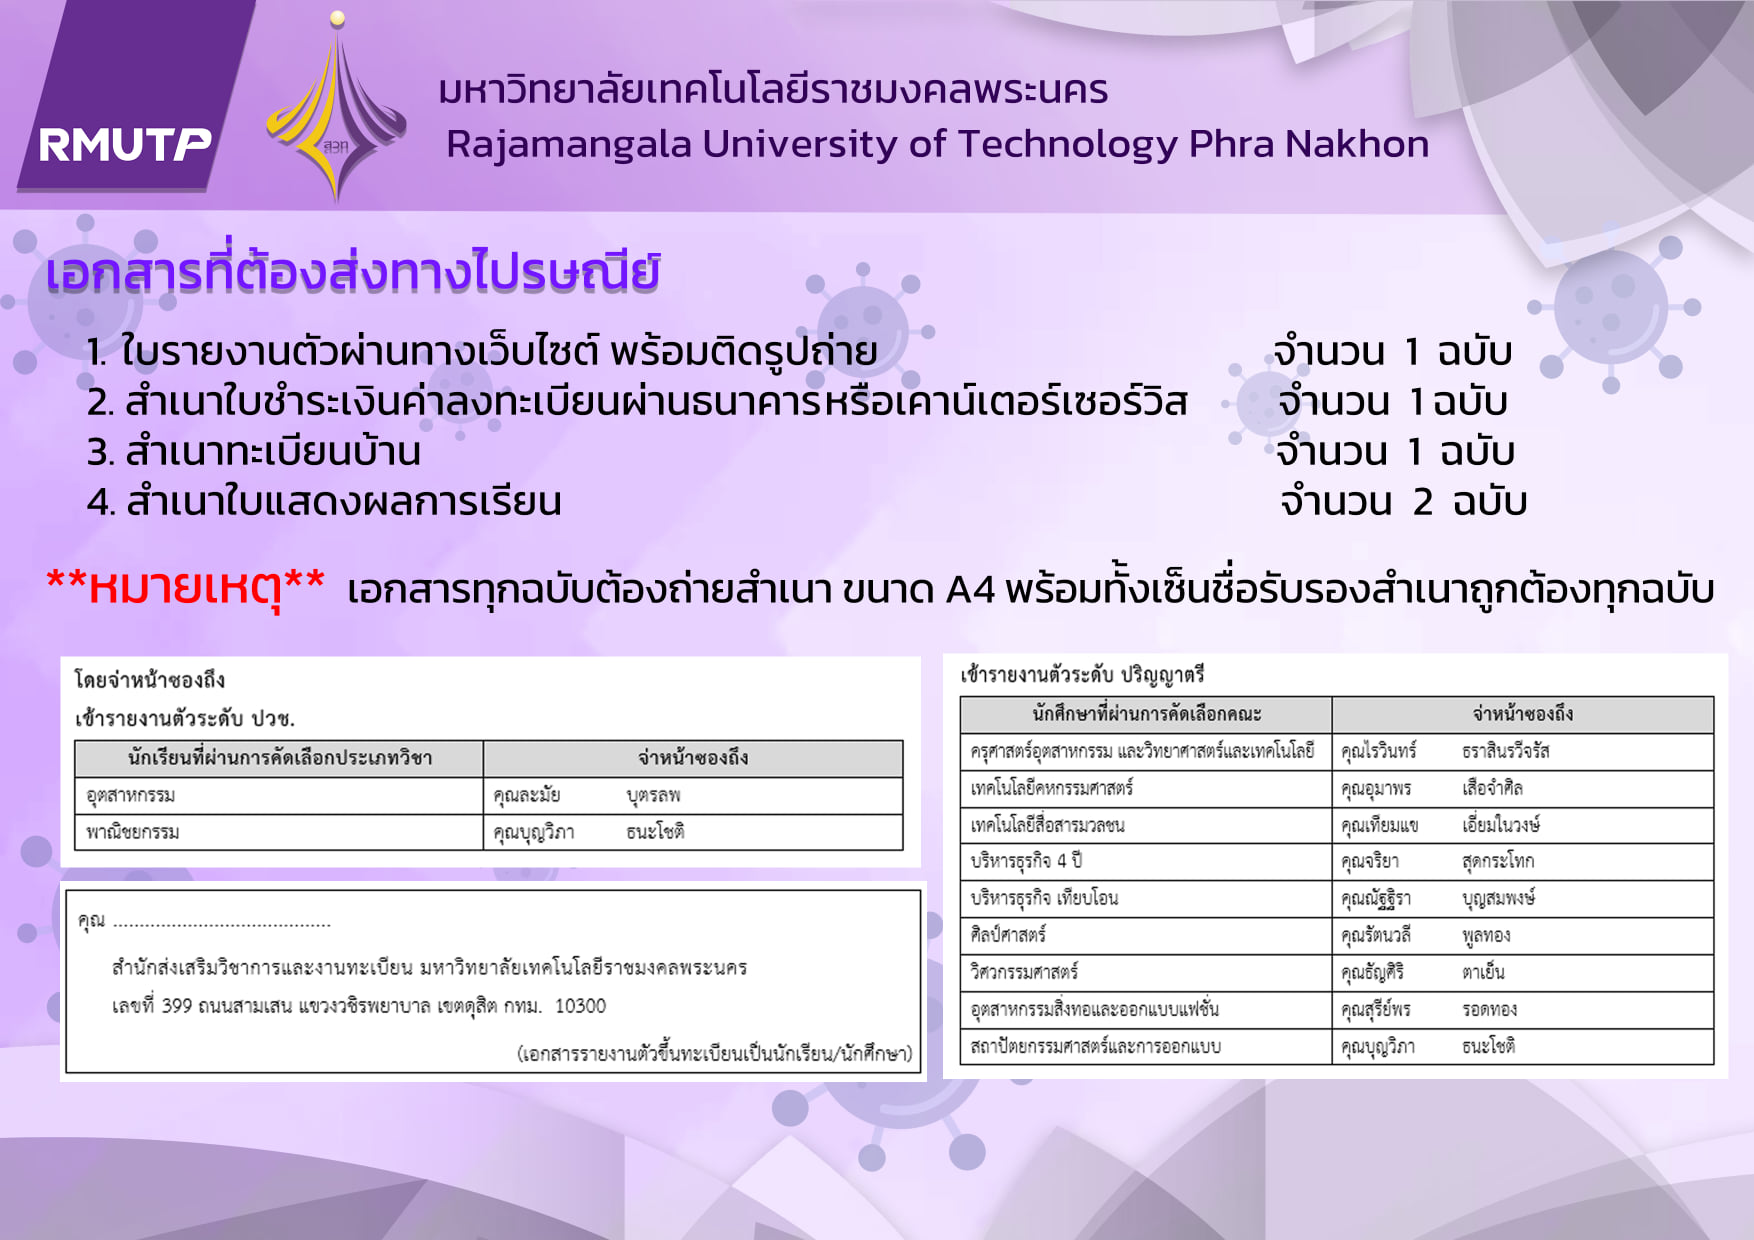 RMUTP
สวท
มหาวิทยาลัยเทคโนโลยีราชมงคลพระนคร
Rajamangala University of Technology Phra Nakhon
เอกสารที่ต้องส่งทางไปรษณีย์
1. ใบรายงานตัวผ่านทางเว็บไซต์ พร้อมติดรูปถ่าย จำนวน 1 ฉบับ
2. สำเนาใบชำระเงินค่าลงทะเบียนผ่านธนาคารหรือเคาน์เตอร์เซอร์วิส จำนวน 1 ฉบับ
3. สำเนาทะเบียนบ้าน จำนวน 1 ฉบับ
4. สำเนาใบแสดงผลการเรียน จำนวน 2 ฉบับ
**หมายเหตุ** เอกสารทุกฉบับต้องถ่ายสำเนา ขนาด A4 พร้อมทั้งเซ็นชื่อรับรองสำเนาถูกต้องทุกฉบับ
โดยจ่าหน้าซองถึง
เข้ารายงานตัวระดับ ปวช.
นักเรียนที่ผ่านการคัดเลือกประเภทวิชา จ่าหน้าซองถึง
อุตสาหกรรม คุณละมัย บุตรลพ
พาณิชยกรรม คุณบุญวิภา ธนะโชติ
คุณ ..........................................
สำนักส่งเสริมวิชาการและงานทะเบียน มหาวิทยาลัยเทคโนโลยีราชมงคลพระนคร
เลขที่ 399 ถนนสามเสน แขวงวชิรพยาบาล เขตดุสิต กทม. 10300
(เอกสารรายงานตัวขึ้นทะเบียนเป็นนักเรียน/นักศึกษา)
เข้ารายงานตัวระดับ ปริญญาตรี
นักศึกษาที่ผ่านการคัดเลือกคณะ จ่าหน้าซองถึง
ครุศาสตร์อุตสาหกรรม และวิทยาศาสตร์และเทคโนโลยี คุณไรวินทร์ ธราสินรวีจรัส
เทคโนโลยีคหกรรมศาสตร์ คุณอุมาพร เสือจำศิล
เทคโนโลยีสื่อสารมวลชน คุณเทียมแข เอี่ยมในวงษ์
บริหารธุรกิจ 4 ปี คุณจริยา สุดกระโทก
บริหารธุรกิจ เทียบโอน คุณณัฐฐิรา บุญสมพงษ์
ศิลป์ศาสตร์ คุณรัตนวลี พูลทอง
วิศวกรรมศาสตร์ คุณธัญศิริ ตาเย็น
อุตสาหกรรมสิ่งทอและออกแบบแฟชั่น คุณสุรีย์พร รอดทอง
สถาปัตยกรรมศาสตร์และการออกแบบ คุณบุญวิภา ธนะโชติ